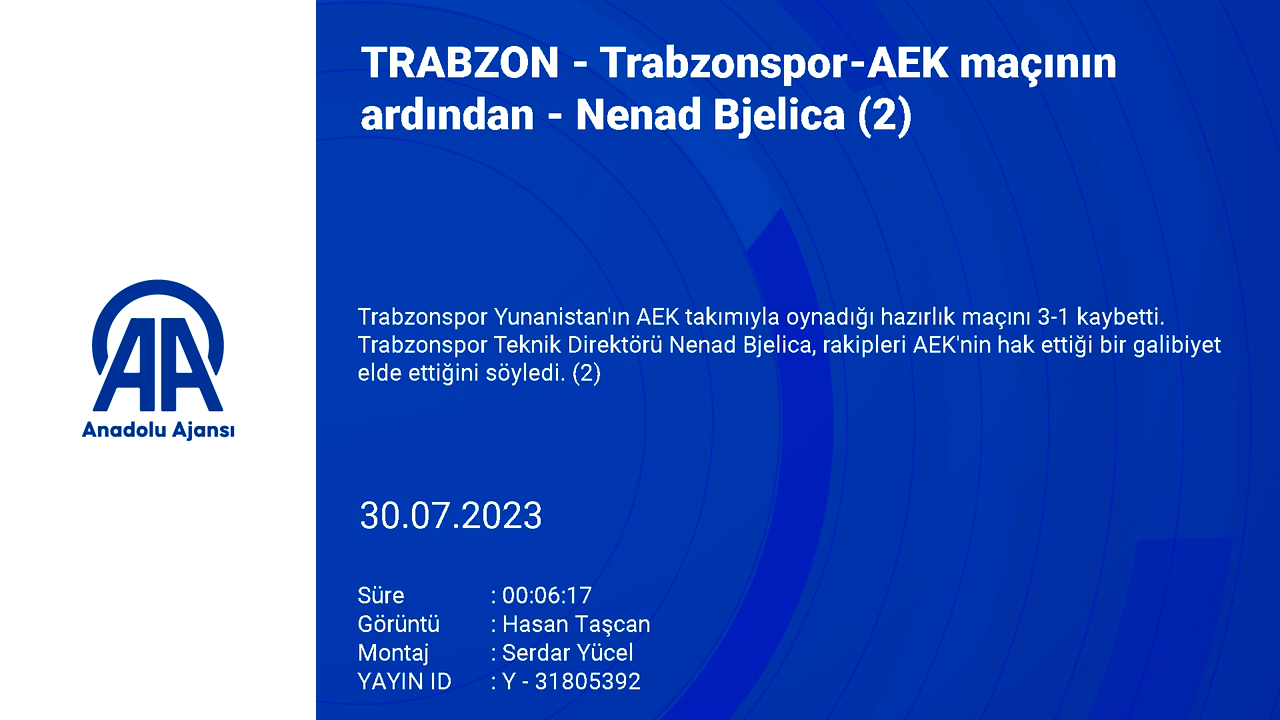 TRABZON - Trabzonspor-AEK maçının
ardından - Nenad Bjelica (2)
Trabzonspor Yunanistan'ın AEK takımıyla oynadığı hazırlık maçını 3-1 kaybetti.
Trabzonspor Teknik Direktörü Nenad Bjelica, rakipleri AEK'nin hak ettiği bir galibiyet
elde ettiğini söyledi. (2)
AA
Anadolu Ajansı
30.07.2023
Süre : 00:06:17
Görüntü : Hasan Taşcan
Montaj : Serdar Yücel
YAYIN ID : Y - 31805392